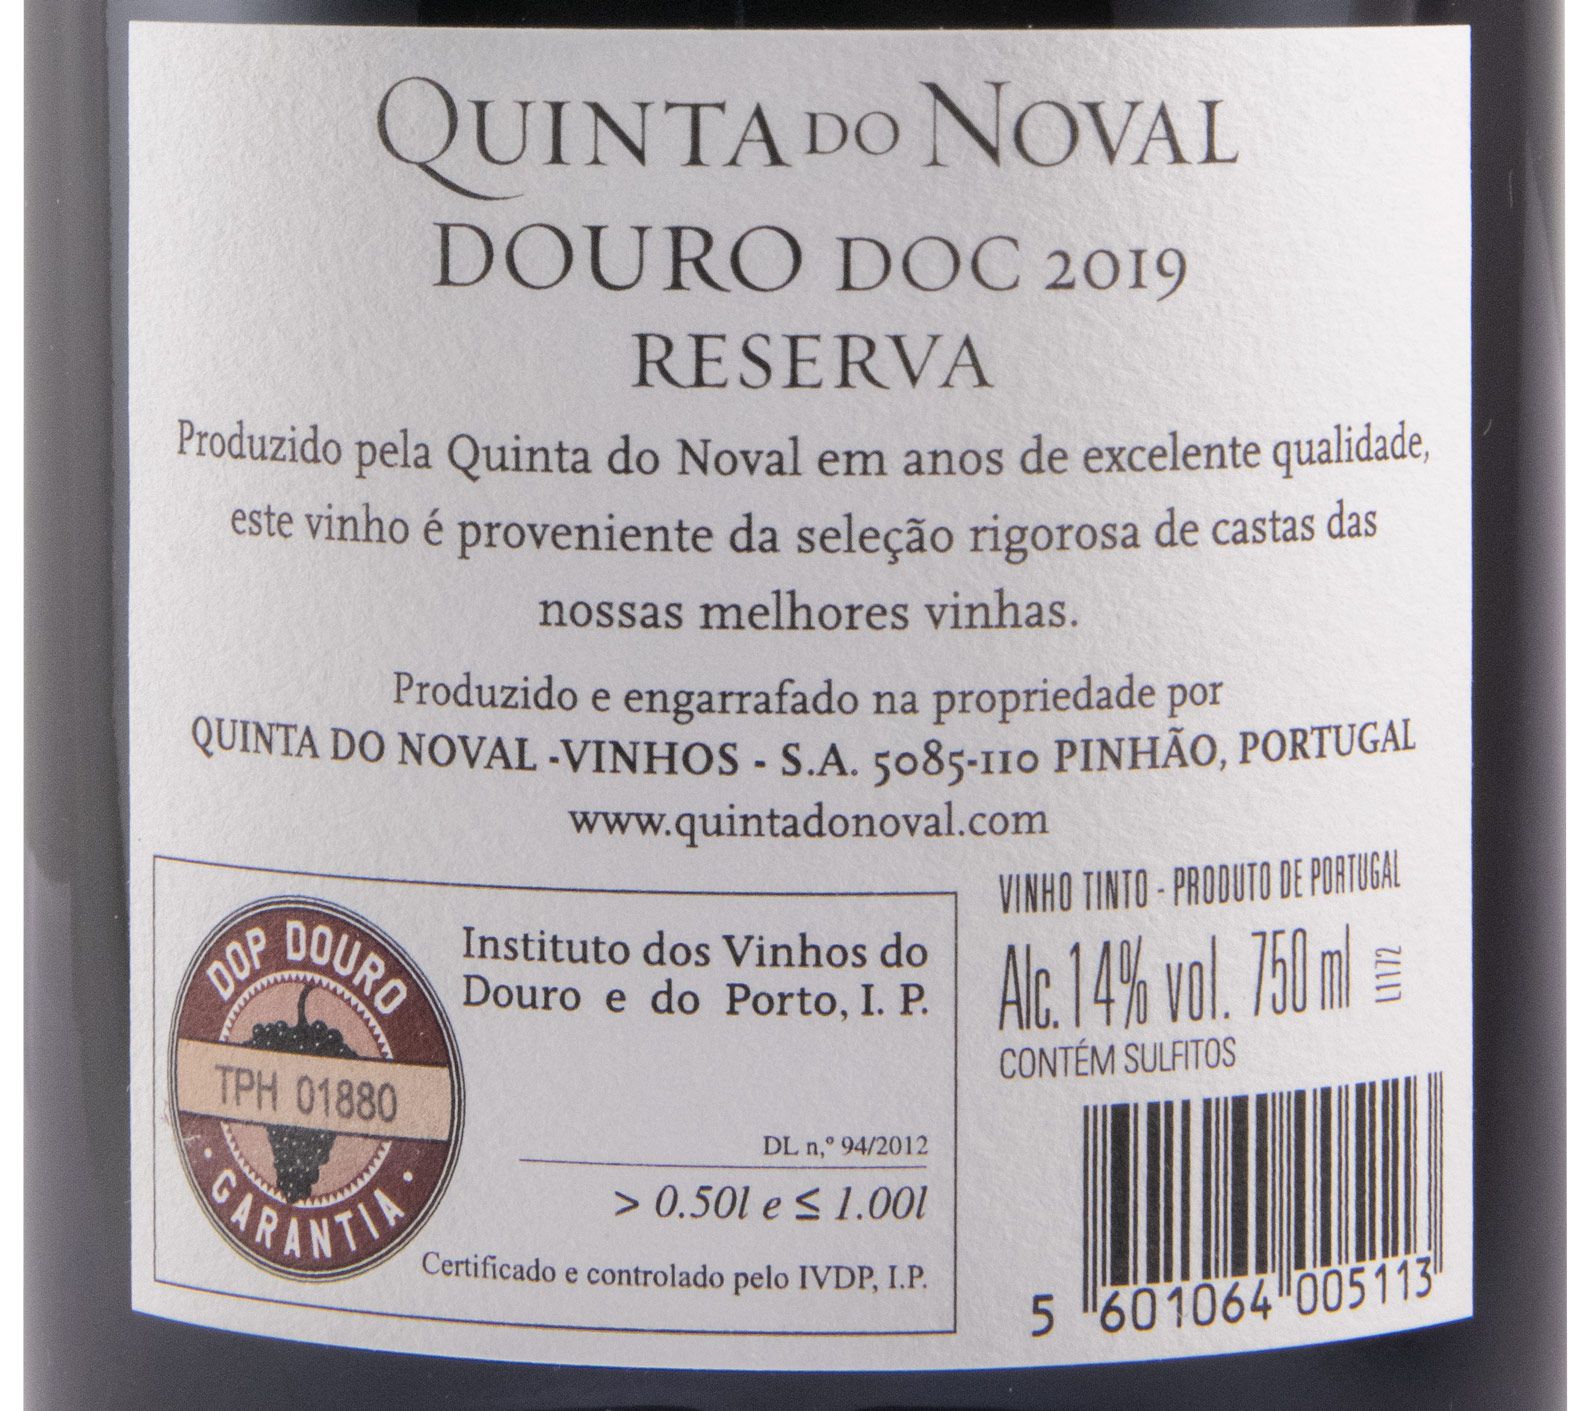 QUINTA DO NOVAL
DOURO DOC 2019
RESERVA
Produzido pela Quinta do Noval em anos de excelente qualidade,
este vinho é proveniente da seleção rigorosa de castas das
nossas melhores vinhas.
Produzido e engarrafado na propriedade por
QUINTA DO NOVAL -VINHOS - S.A. 5085-110 PINHÃO, PORTUGAL
www.quintadonoval.com
DOP DOURO
TPH 01880
· GARANTIA ·
Instituto dos Vinhos do
Douro e do Porto, I. P.
DL n,º 94/2012
> 0.50l e ≤ 1.00l
Certificado e controlado pelo IVDP, I.P.
VINHO TINTO - PRODUTO DE PORTUGAL
Alc. 14% vol. 750 ml
L1172
CONTÉM SULFITOS
5 601064 005113